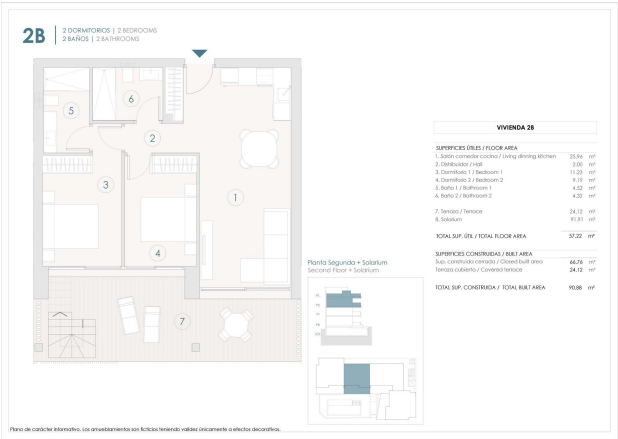 2B
2 DORMITORIOS | 2 BEDROOMS
2 BAÑOS | 2 BATHROOMS
5
6
2
3
1
4
7
Planta Segunda + Solarium
Second Floor + Solarium
VIVIENDA 2B
SUPERFICIES ÚTILES / FLOOR AREA
1. Salón comedor cocina / Living dinning kitchen 25,96 m²
2. Distribuidor / Hall 2,00 m²
3. Dormitorio 1 / Bedroom 1 11,23 m²
4. Dormitorio 2 / Bedroom 2 9,19 m²
5. Baño 1 / Bathroom 1 4,52 m²
6. Baño 2 / Bathroom 2 4,32 m²
7. Terraza / Terrace 24,12 m²
8. Solarium 91,91 m²
TOTAL SUP. ÚTIL / TOTAL FLOOR AREA 57,22 m²
SUPERFICIES CONSTRUIDAS / BUILT AREA
Sup. construida cerrada / Closed built area 66,76 m²
Terraza cubierta / Covered terrace 24,12 m²
TOTAL SUP. CONSTRUIDA / TOTAL BUILT AREA 90,88 m²
Plano de carácter informativo. Los amueblamientos son ficticios teniendo validez únicamente a efectos decorativos.